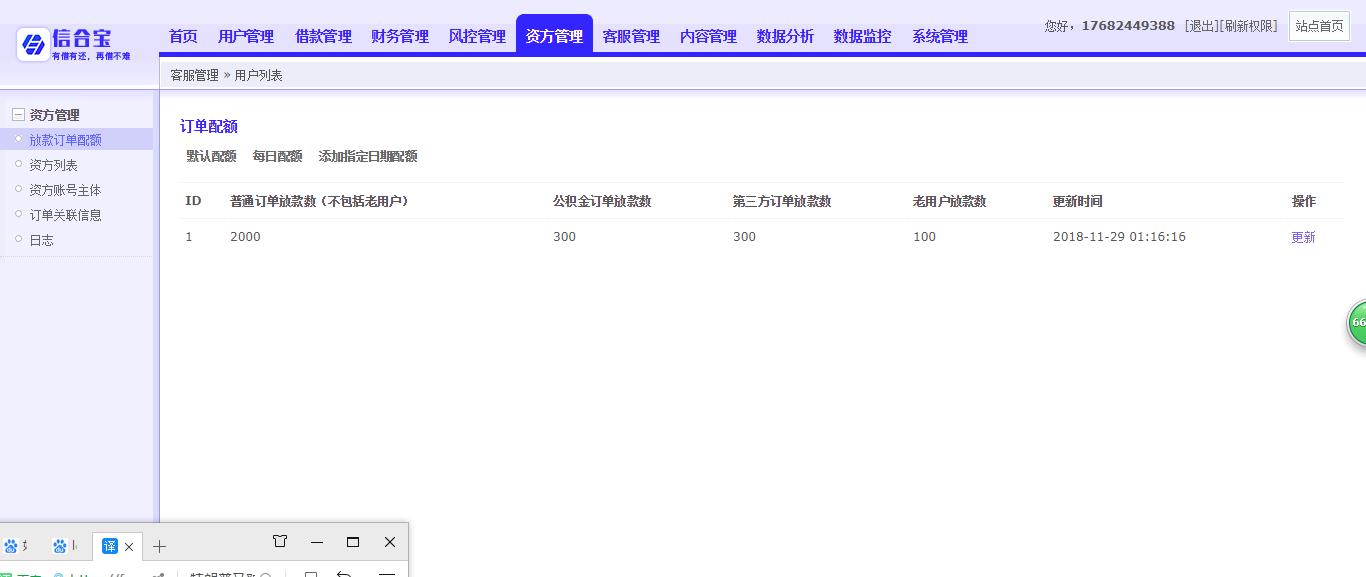 信合宝
有借有还，再借不难
首页 用户管理 借款管理 财务管理 风控管理 资方管理 客服管理 内容管理 数据分析 数据监控 系统管理
您好，17682449388 [退出][刷新权限] 站点首页
客服管理 » 用户列表
资方管理
放款订单配额
资方列表
资方账号主体
订单关联信息
日志
订单配额
默认配额 每日配额 添加指定日期配额
ID 普通订单放款数（不包括老用户） 公积金订单放款数 第三方订单放款数 老用户放款数 更新时间 操作
1 2000 300 300 100 2018-11-29 01:16:16 更新
66
译